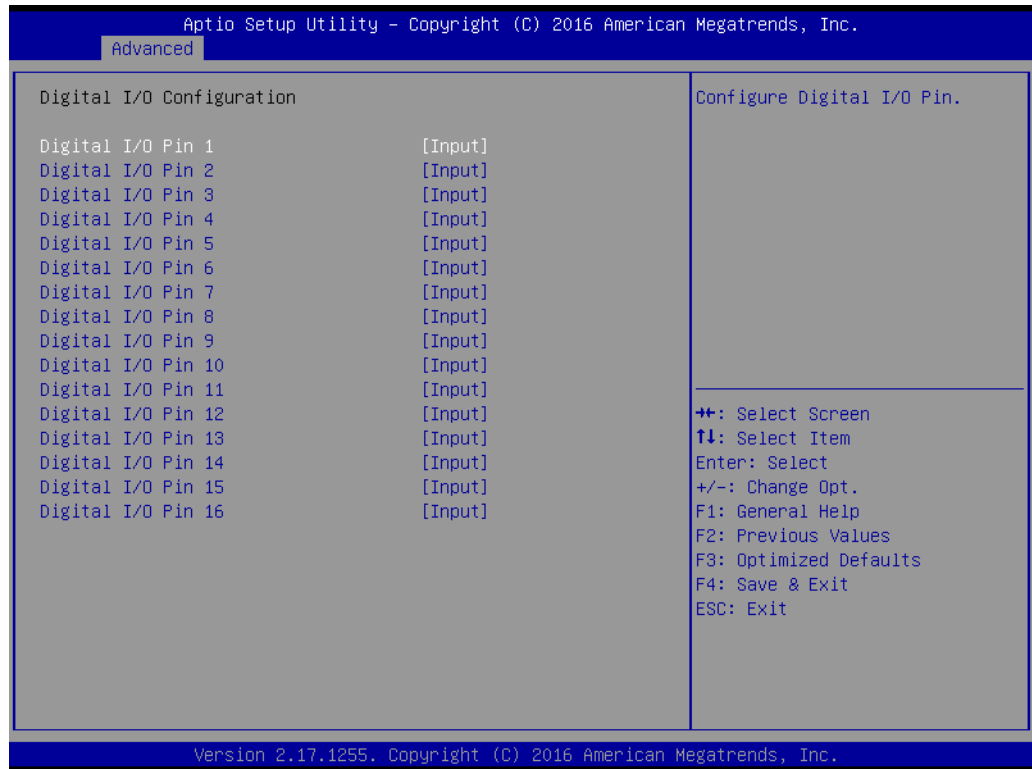 Aptio Setup Utility – Copyright (C) 2016 American Megatrends, Inc.
Advanced
Digital I/O Configuration
Digital I/O Pin 1 [Input]
Digital I/O Pin 2 [Input]
Digital I/O Pin 3 [Input]
Digital I/O Pin 4 [Input]
Digital I/O Pin 5 [Input]
Digital I/O Pin 6 [Input]
Digital I/O Pin 7 [Input]
Digital I/O Pin 8 [Input]
Digital I/O Pin 9 [Input]
Digital I/O Pin 10 [Input]
Digital I/O Pin 11 [Input]
Digital I/O Pin 12 [Input]
Digital I/O Pin 13 [Input]
Digital I/O Pin 14 [Input]
Digital I/O Pin 15 [Input]
Digital I/O Pin 16 [Input]
Configure Digital I/O Pin.
→←: Select Screen
↑↓: Select Item
Enter: Select
+/-: Change Opt.
F1: General Help
F2: Previous Values
F3: Optimized Defaults
F4: Save & Exit
ESC: Exit
Version 2.17.1255. Copyright (C) 2016 American Megatrends, Inc.